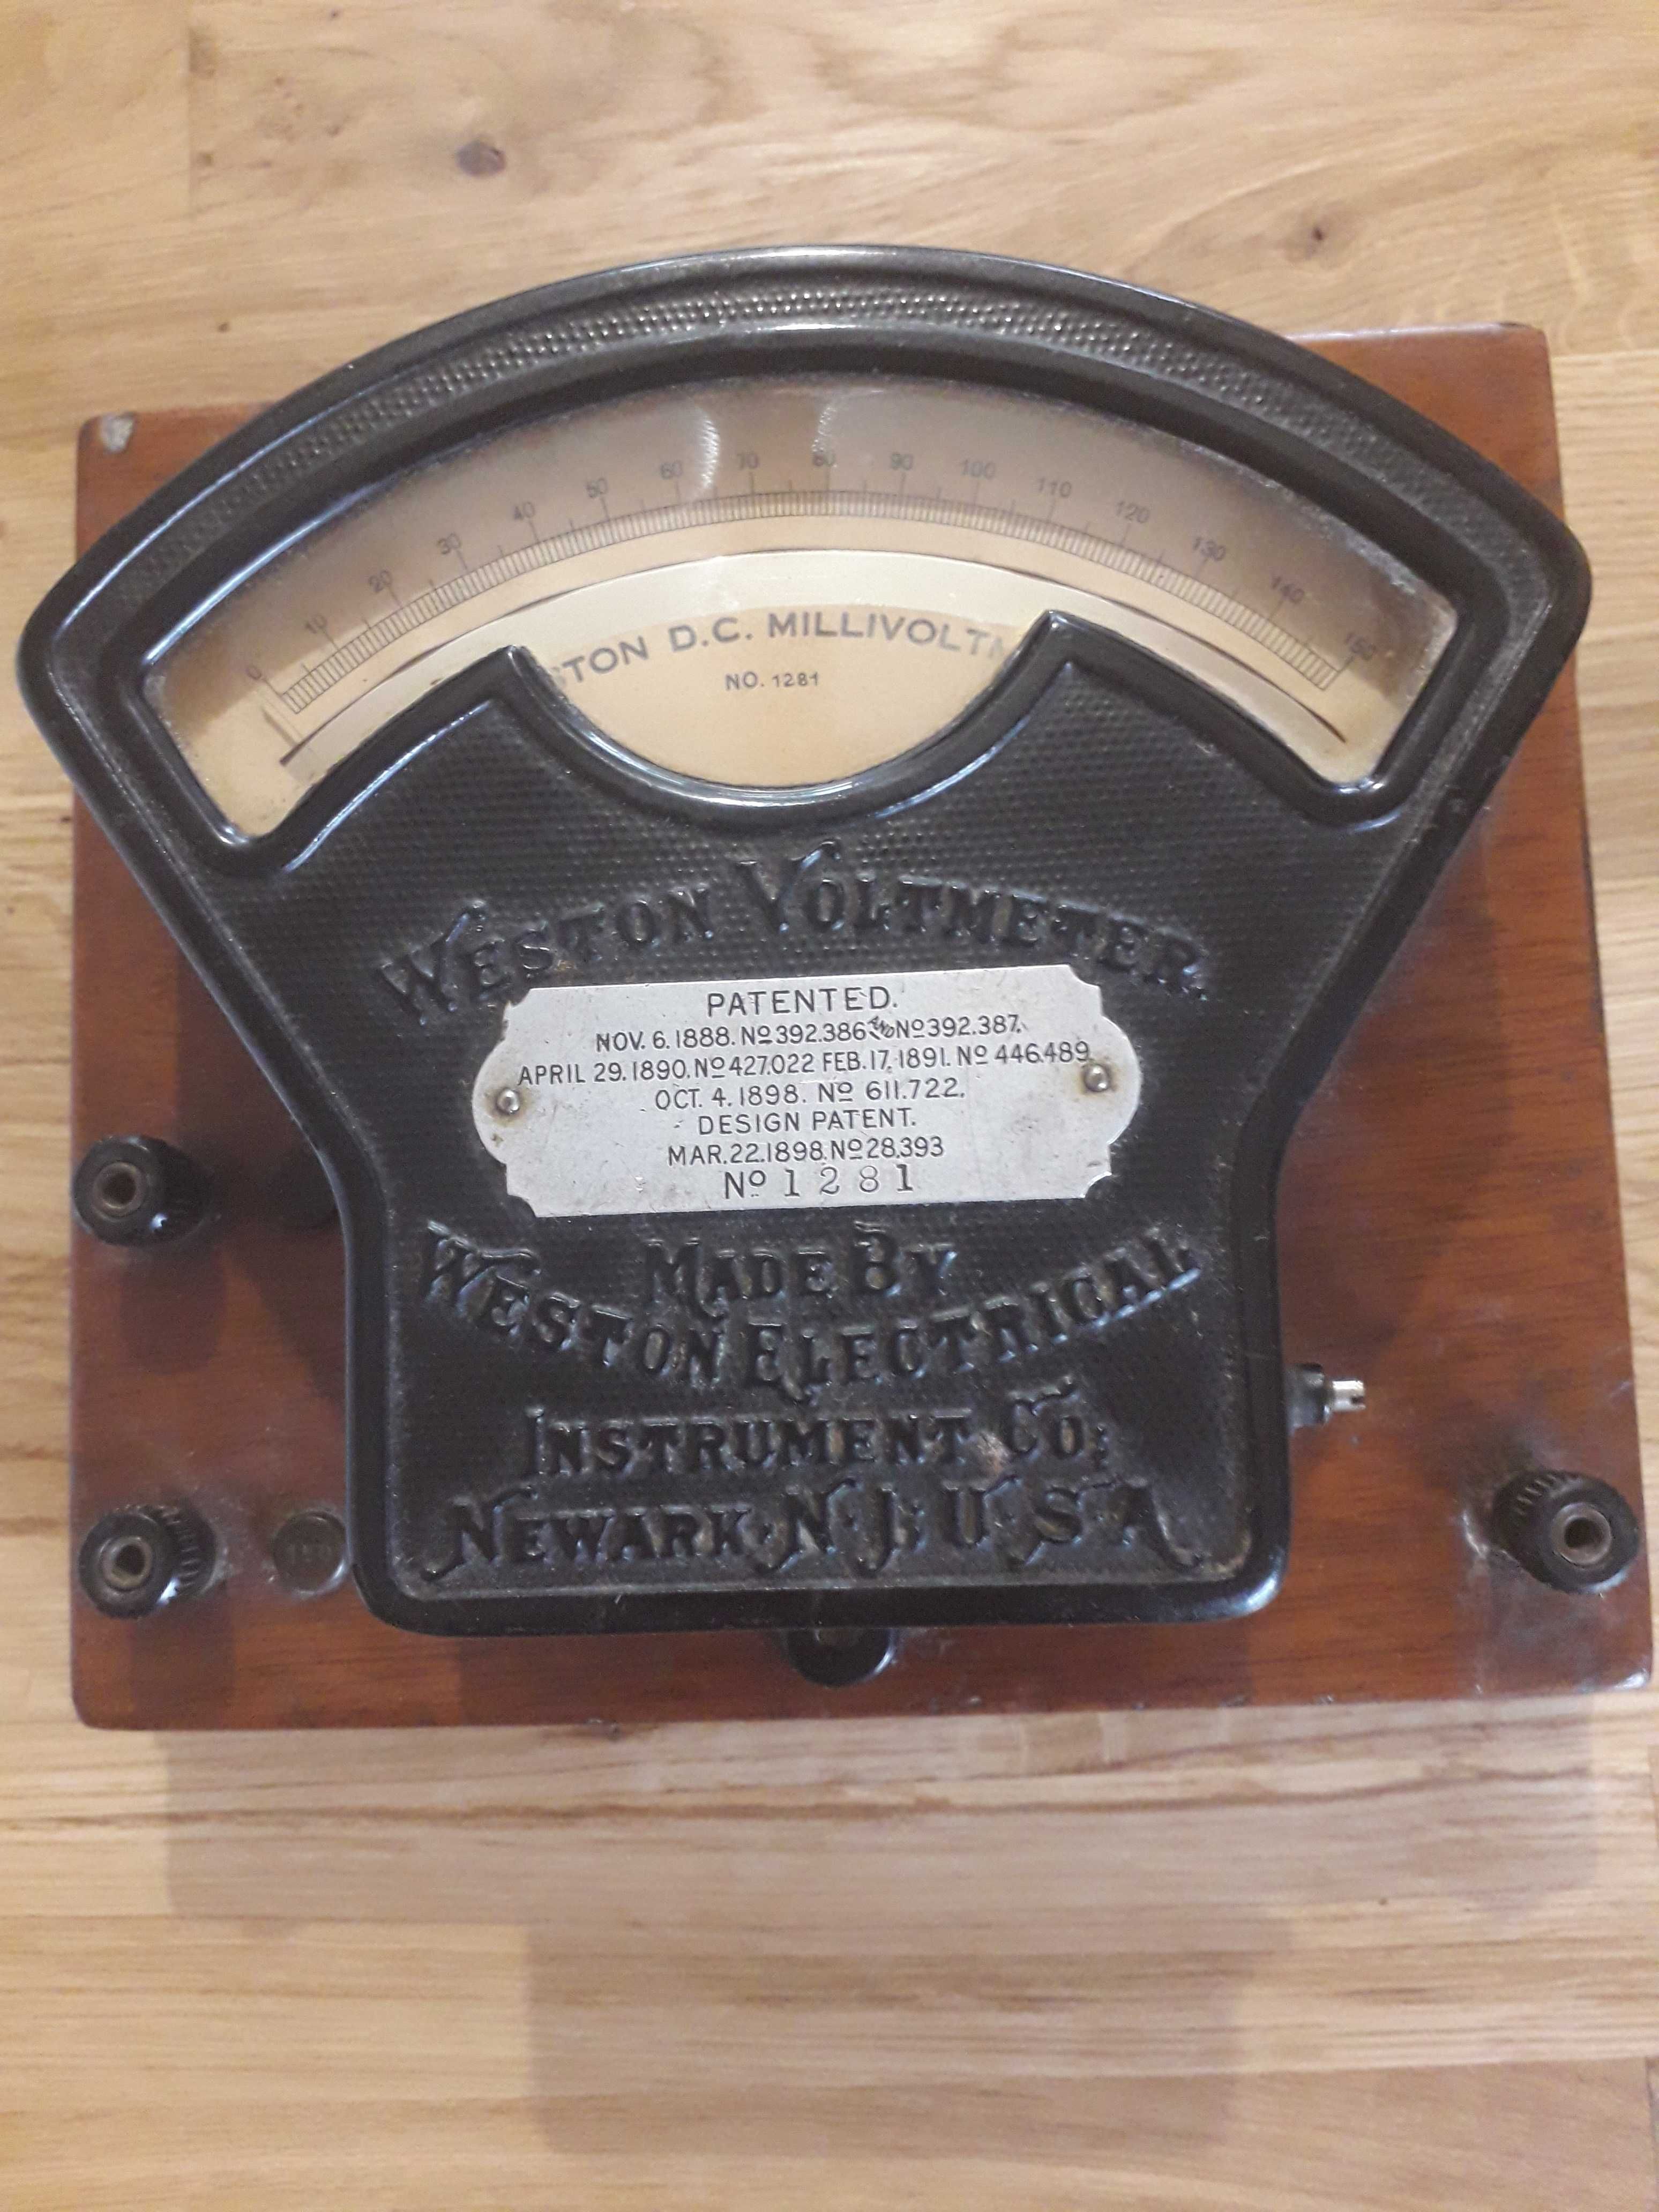 0 10 20 30 40 50 60 70 80 90 100 110 120 130 140 150
STON D.C. MILLIVOLTM
NO. 1281
WESTON VOLTMETER.
PATENTED.
NOV. 6. 1888. Nº 392.386 AND Nº 392.387.
APRIL 29. 1890. Nº 427.022 FEB. 17. 1891. Nº 446.489.
OCT. 4. 1898. Nº 611.722.
DESIGN PATENT.
MAR. 22. 1898. Nº 28.393
Nº 1281
MADE BY
WESTON ELECTRICAL
INSTRUMENT CO.
NEWARK, N. J., U. S. A.
150